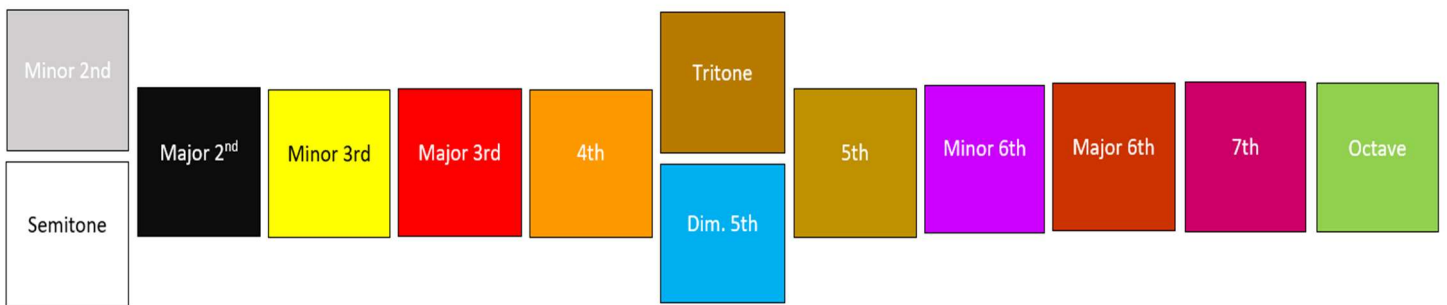 Minor 2nd
Semitone
Major 2nd
Minor 3rd
Major 3rd
4th
Tritone
Dim. 5th
5th
Minor 6th
Major 6th
7th
Octave